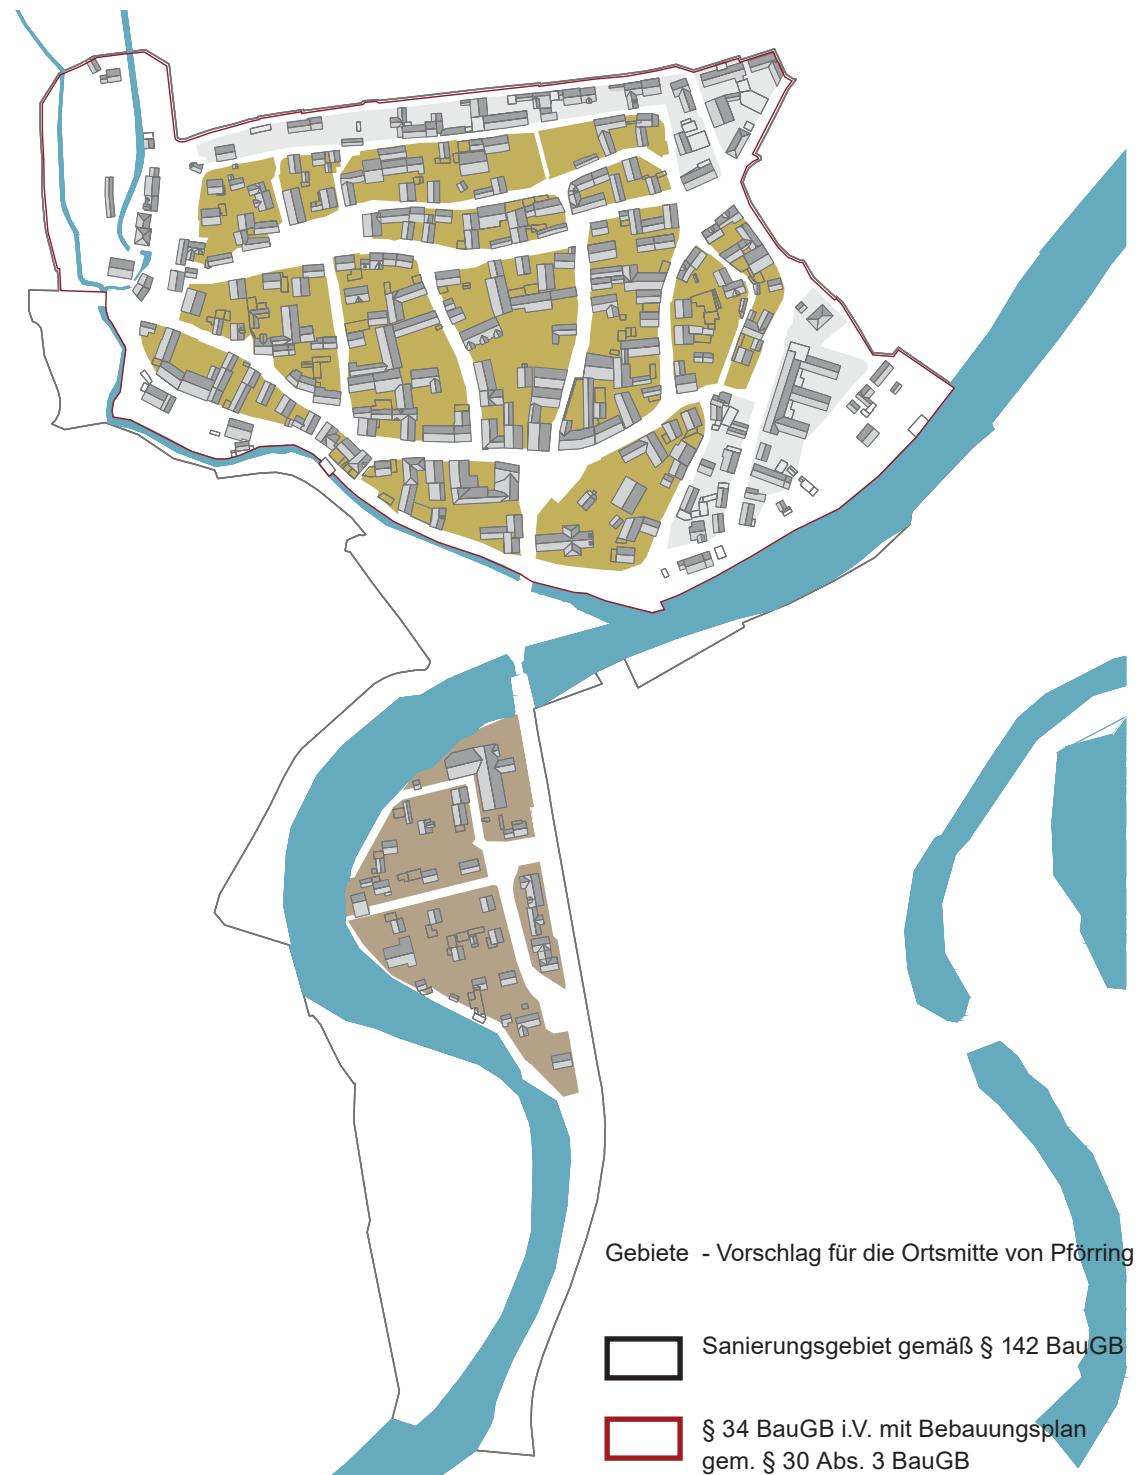 Gebiete  - Vorschlag für die Ortsmitte von Pförring
Sanierungsgebiet gemäß § 142 BauGB
§ 34 BauGB i.V. mit Bebauungsplan
gem. § 30 Abs. 3 BauGB